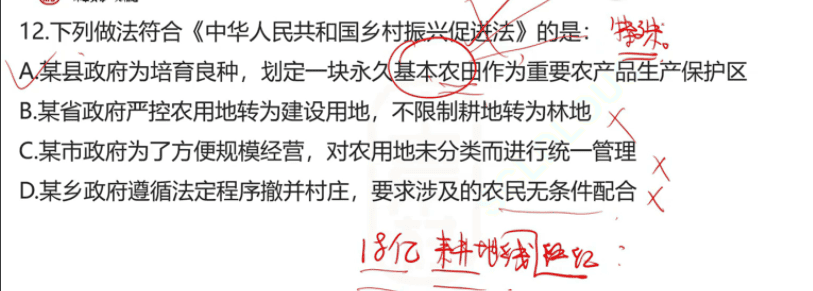 12.下列做法符合《中华人民共和国乡村振兴促进法》的是： 特殊。
A.某县政府为培育良种，划定一块永久基本农田作为重要农产品生产保护区
B.某省政府严控农用地转为建设用地，不限制耕地转为林地
C.某市政府为了方便规模经营，对农用地未分类而进行统一管理
D.某乡政府遵循法定程序撤并村庄，要求涉及的农民无条件配合
18亿 耕地 红：